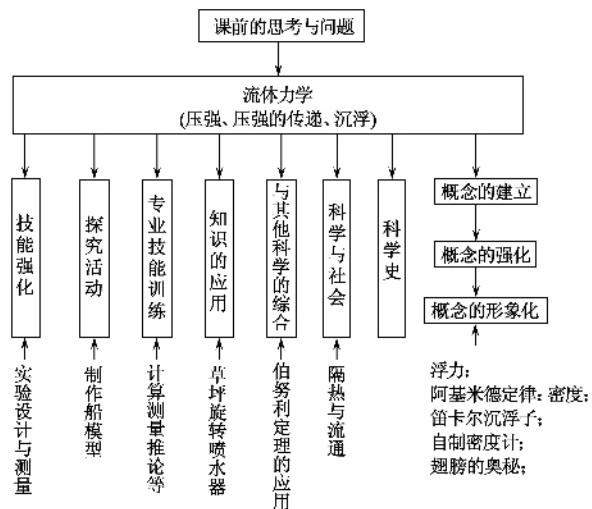 课前的思考与问题
流体力学
(压强、压强的传递、沉浮)
技能强化
探究活动
专业技能训练
知识的应用
与其他科学的综合
科学与社会
科学史
概念的建立
概念的强化
概念的形象化
实验设计与测量
制作船模型
计算测量推论等
草坪旋转喷水器
伯努利定理的应用
隔热与流通
浮力;
阿基米德定律:密度;
笛卡尔沉浮子;
自制密度计;
翅膀的奥秘;